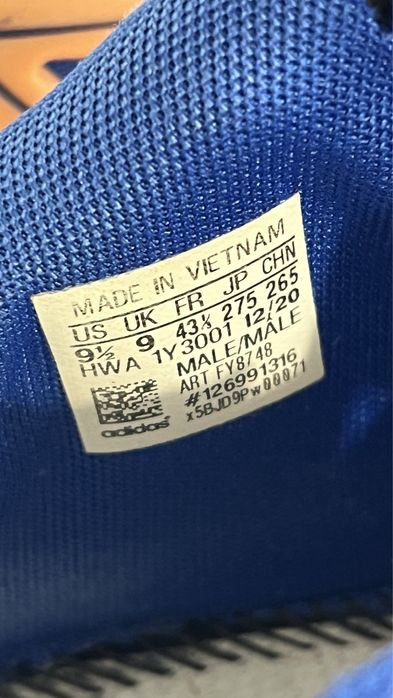 MADE IN VIETNAM
US UK FR JP CHN
9½ 9 43⅓ 275 265
HWA 1Y3001 12/20
MALE/MÂLE
ART FY8748
#126991316
x5BJD9Pw00071
adidas